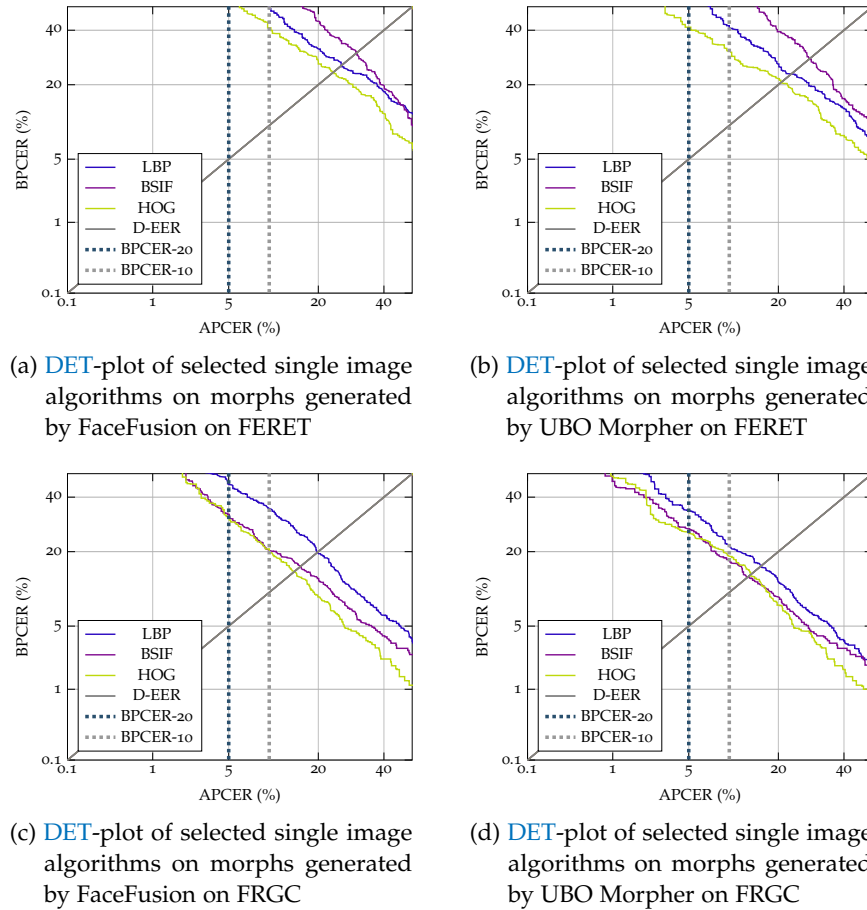 40
20
5
1
0.1
BPCER (%)
LBP
BSIF
HOG
D-EER
BPCER-20
BPCER-10
0.1 1 5 20 40
APCER (%)
(a) DET-plot of selected single image
algorithms on morphs generated
by FaceFusion on FERET
40
20
5
1
0.1
BPCER (%)
LBP
BSIF
HOG
D-EER
BPCER-20
BPCER-10
0.1 1 5 20 40
APCER (%)
(b) DET-plot of selected single image
algorithms on morphs generated
by UBO Morpher on FERET
40
20
5
1
0.1
BPCER (%)
LBP
BSIF
HOG
D-EER
BPCER-20
BPCER-10
0.1 1 5 20 40
APCER (%)
(c) DET-plot of selected single image
algorithms on morphs generated
by FaceFusion on FRGC
40
20
5
1
0.1
BPCER (%)
LBP
BSIF
HOG
D-EER
BPCER-20
BPCER-10
0.1 1 5 20 40
APCER (%)
(d) DET-plot of selected single image
algorithms on morphs generated
by UBO Morpher on FRGC